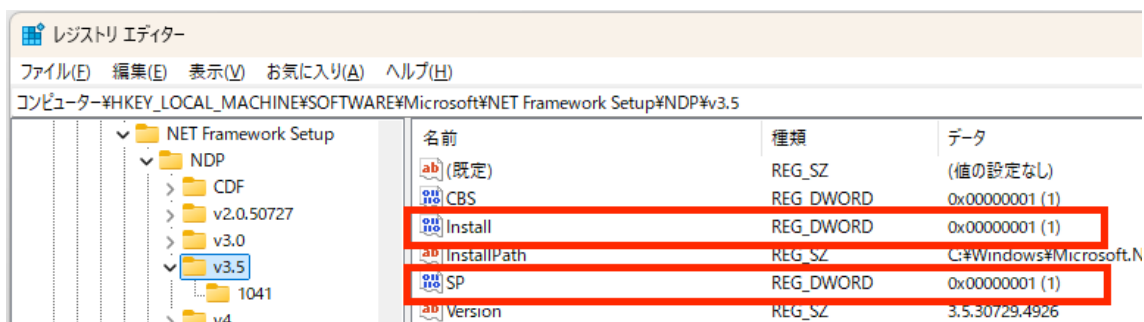 レジストリ エディター
ファイル(F) 編集(E) 表示(V) お気に入り(A) ヘルプ(H)
コンピューター¥HKEY_LOCAL_MACHINE¥SOFTWARE¥Microsoft¥NET Framework Setup¥NDP¥v3.5
NET Framework Setup
NDP
CDF
v2.0.50727
v3.0
v3.5
1041
v4
名前 種類 データ
(既定) REG_SZ (値の設定なし)
CBS REG_DWORD 0x00000001 (1)
Install REG_DWORD 0x00000001 (1)
InstallPath REG_SZ C:¥Windows¥Microsoft.N
SP REG_DWORD 0x00000001 (1)
Version REG_SZ 3.5.30729.4926